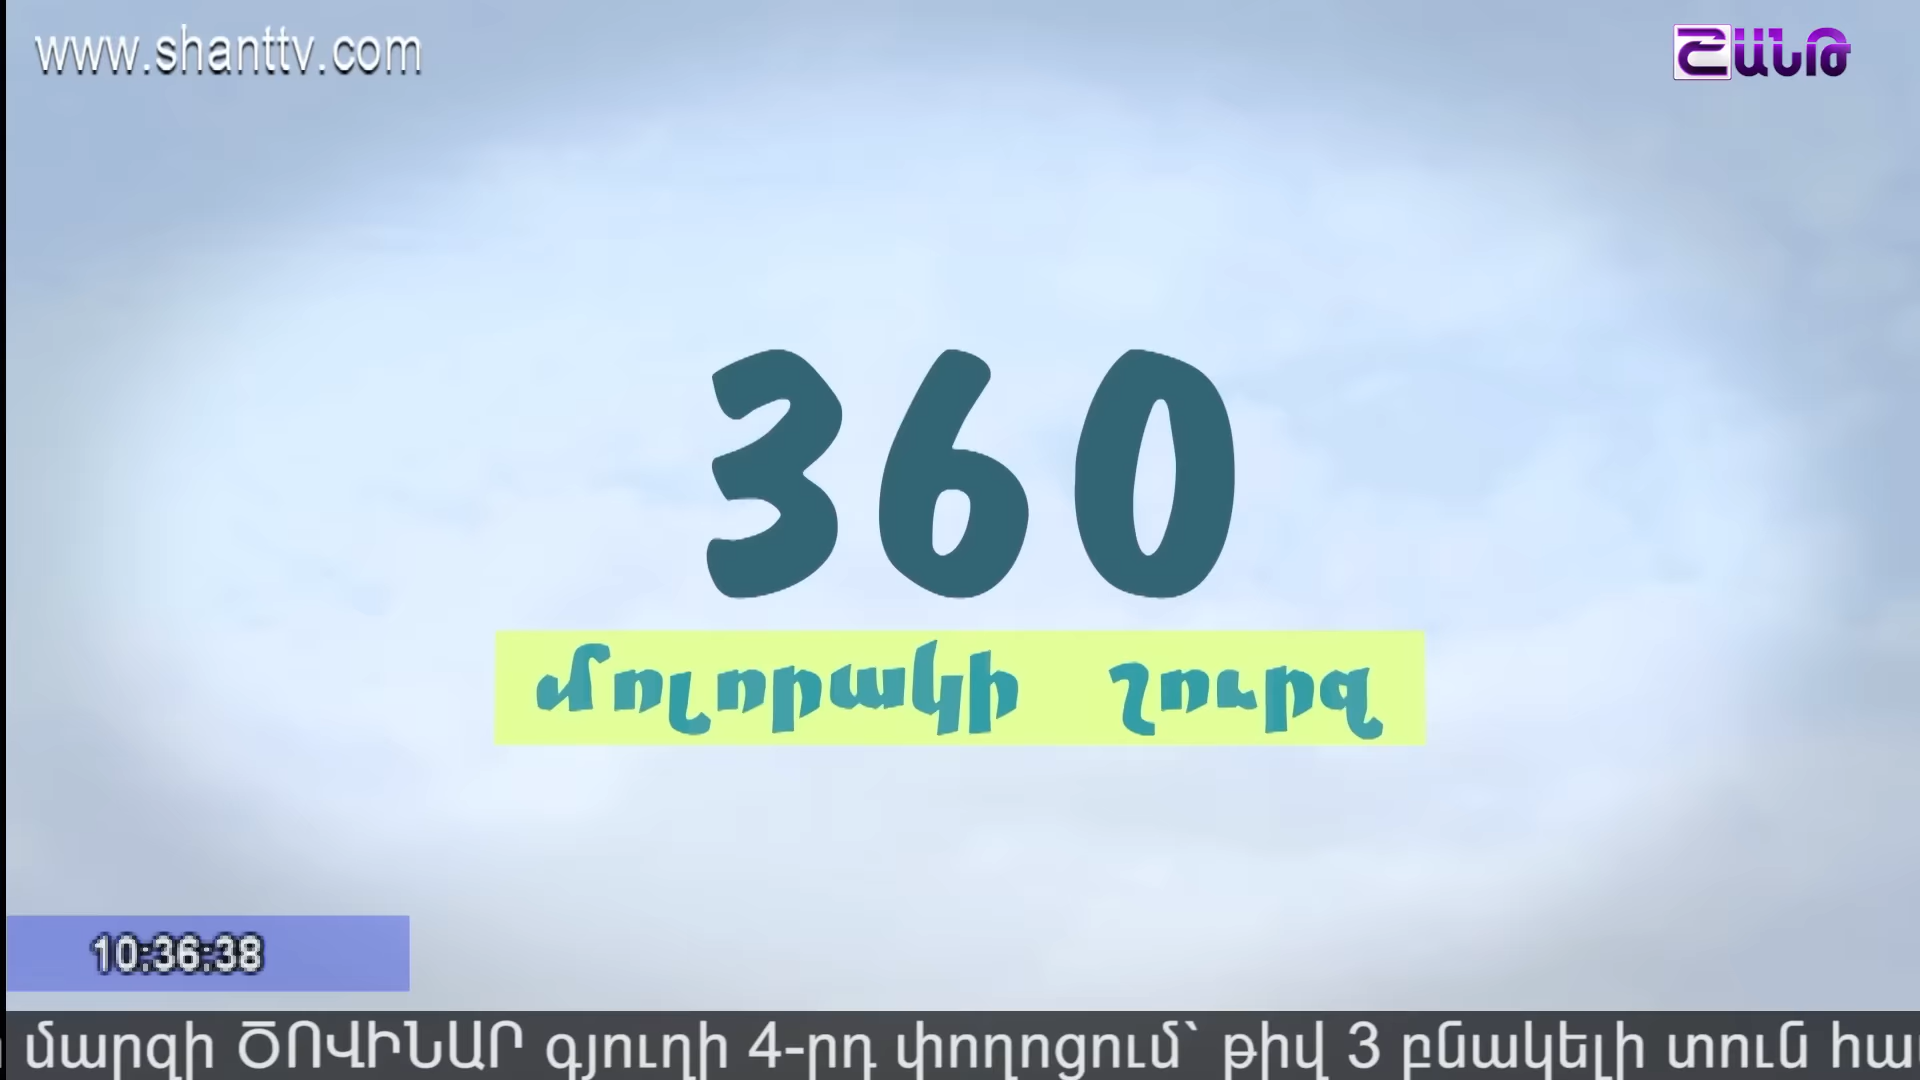 www.shanttv.com
Շանթ
360
մոլորակի շուրջ
10:36:38
մարզի ԾՈՎԻՆԱՐ գյուղի 4-րդ փողոցում՝ թիվ 3 բնակելի տուն